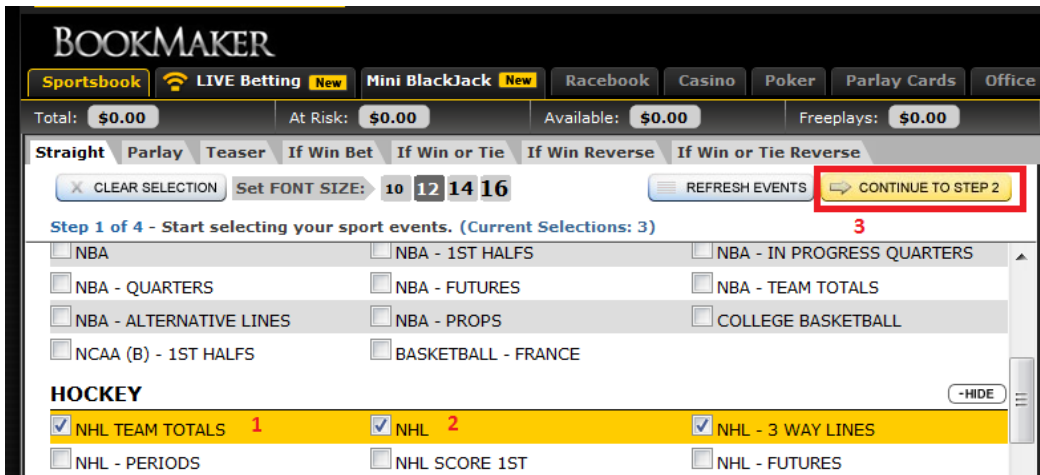 BOOKMAKER
Sportsbook LIVE Betting New Mini BlackJack New Racebook Casino Poker Parlay Cards Office
Total: $0.00 At Risk: $0.00 Available: $0.00 Freeplays: $0.00
Straight Parlay Teaser If Win Bet If Win or Tie If Win Reverse If Win or Tie Reverse
X CLEAR SELECTION Set FONT SIZE: 10 12 14 16 REFRESH EVENTS CONTINUE TO STEP 2
Step 1 of 4 - Start selecting your sport events. (Current Selections: 3) 3
NBA NBA - 1ST HALFS NBA - IN PROGRESS QUARTERS
NBA - QUARTERS NBA - FUTURES NBA - TEAM TOTALS
NBA - ALTERNATIVE LINES NBA - PROPS COLLEGE BASKETBALL
NCAA (B) - 1ST HALFS BASKETBALL - FRANCE
HOCKEY -HIDE
NHL TEAM TOTALS 1 NHL 2 NHL - 3 WAY LINES
NHL - PERIODS NHL SCORE 1ST NHL - FUTURES